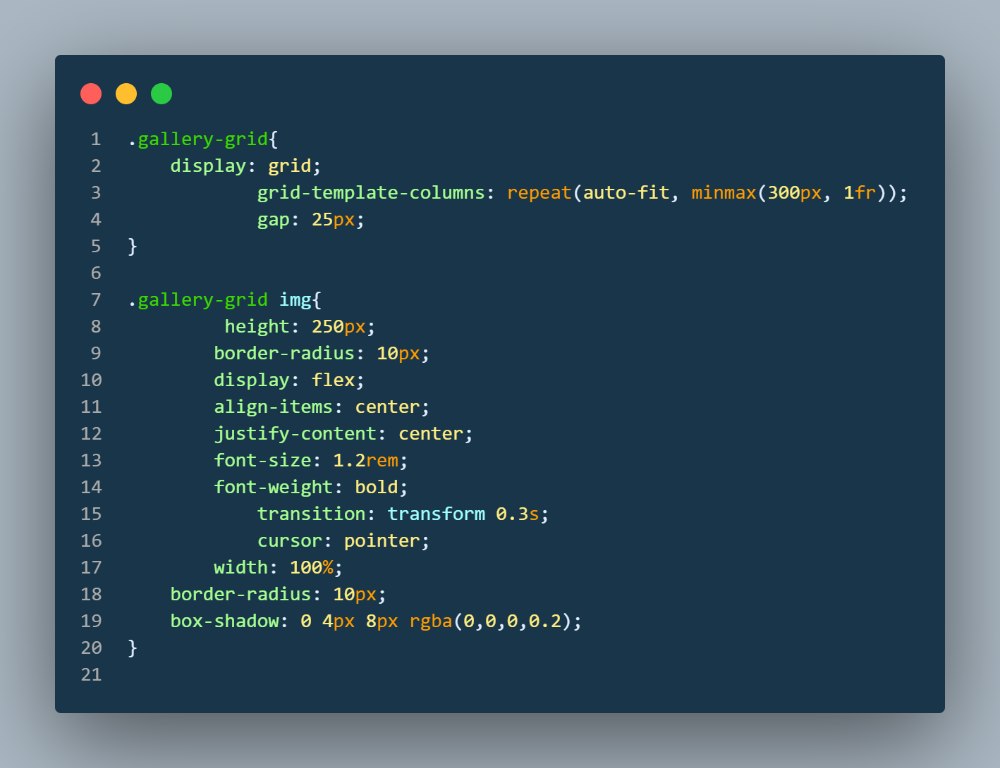 1 .gallery-grid{
2     display: grid;
3             grid-template-columns: repeat(auto-fit, minmax(300px, 1fr));
4             gap: 25px;
5 }
6
7 .gallery-grid img{
8          height: 250px;
9         border-radius: 10px;
10         display: flex;
11         align-items: center;
12         justify-content: center;
13         font-size: 1.2rem;
14         font-weight: bold;
15             transition: transform 0.3s;
16             cursor: pointer;
17         width: 100%;
18     border-radius: 10px;
19     box-shadow: 0 4px 8px rgba(0,0,0,0.2);
20 }
21